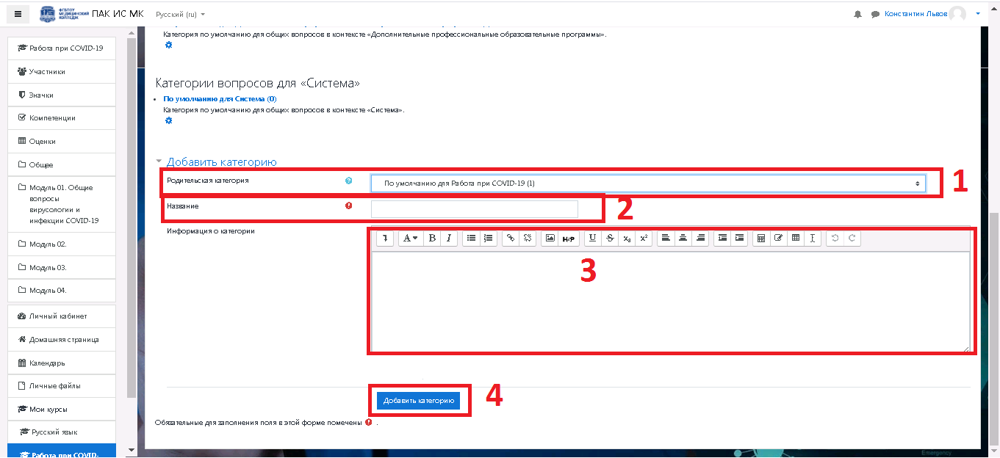 ФГБПОУ
МЕДИЦИНСКИЙ
КОЛЛЕДЖ
ПАК ИС МК
Русский (ru)
Константин Львов
Работа при COVID-19
Участники
Значки
Компетенции
Оценки
Общее
Модуль 01. Общие
вопросы
вирусологии и
инфекции COVID-19
Модуль 02.
Модуль 03.
Модуль 04.
Личный кабинет
Домашняя страница
Календарь
Личные файлы
Мои курсы
Русский язык
Работа при COVID-
Категория по умолчанию для общих вопросов в контексте «Дополнительные профессиональные образовательные программы».
Категории вопросов для «Система»
По умолчанию для Система (0)
Категория по умолчанию для общих вопросов в контексте «Система».
Добавить категорию
Родительская категория
По умолчанию для Работа при COVID-19 (1)
1
Название
2
Информация о категории
H-P
3
Добавить категорию
4
Обязательные для заполнения поля в этой форме помечены .
Emergency